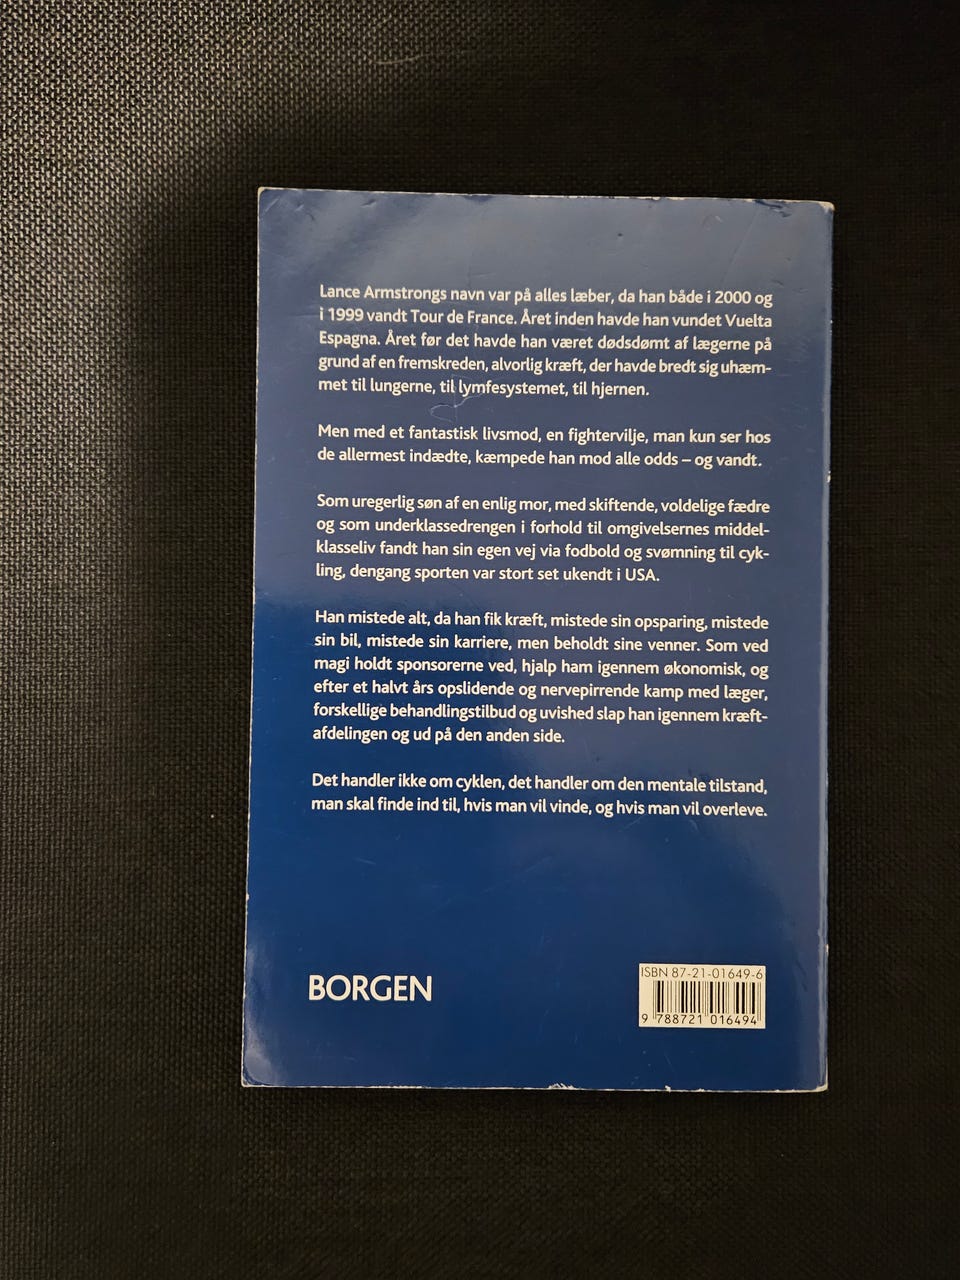 Lance Armstrongs navn var på alles læber, da han både i 2000 og
i 1999 vandt Tour de France. Året inden havde han vundet Vuelta
Espagna. Året før det havde han været dødsdømt af lægerne på
grund af en fremskreden, alvorlig kræft, der havde bredt sig uhæm-
met til lungerne, til lymfesystemet, til hjernen.
Men med et fantastisk livsmod, en fightervilje, man kun ser hos
de allermest indædte, kæmpede han mod alle odds – og vandt.
Som uregerlig søn af en enlig mor, med skiftende, voldelige fædre
og som underklassedrengen i forhold til omgivelsernes middel-
klasseliv fandt han sin egen vej via fodbold og svømning til cyk-
ling, dengang sporten var stort set ukendt i USA.
Han mistede alt, da han fik kræft, mistede sin opsparing, mistede
sin bil, mistede sin karriere, men beholdt sine venner. Som ved
magi holdt sponsorerne ved, hjalp ham igennem økonomisk, og
efter et halvt års opslidende og nervepirrende kamp med læger,
forskellige behandlingstilbud og uvished slap han igennem kræft-
afdelingen og ud på den anden side.
Det handler ikke om cyklen, det handler om den mentale tilstand,
man skal finde ind til, hvis man vil vinde, og hvis man vil overleve.
BORGEN
ISBN 87-21-01649-6
9 788721 016494